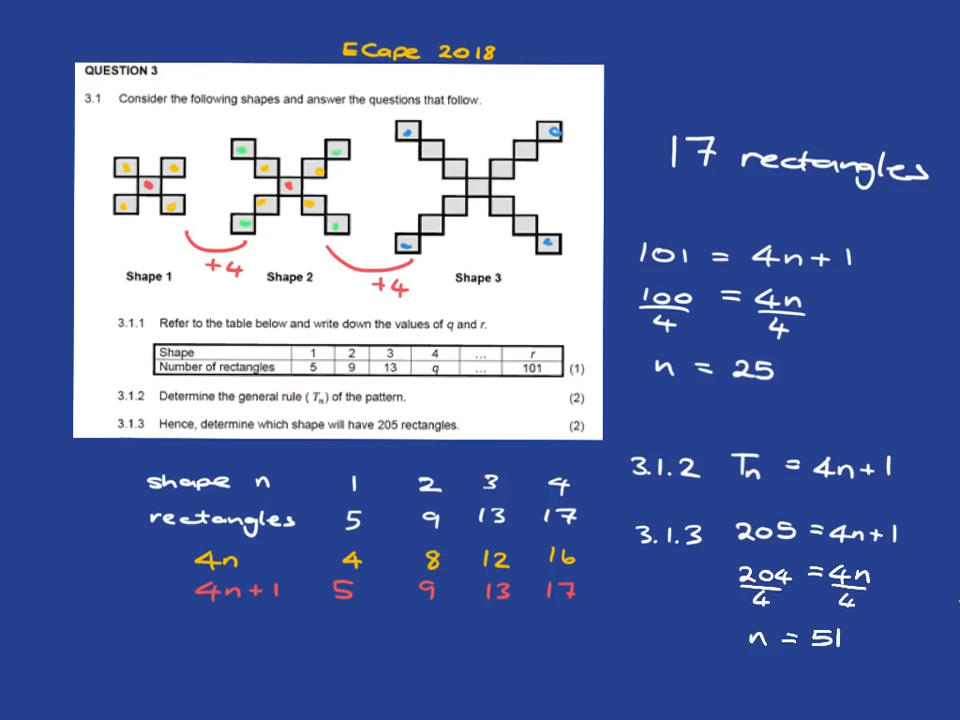 ECape 2018
QUESTION 3
3.1 Consider the following shapes and answer the questions that follow.
+4
+4
Shape 1 Shape 2 Shape 3
3.1.1 Refer to the table below and write down the values of q and r.
Shape 1 2 3 4 ... r
Number of rectangles 5 9 13 q ... 101 (1)
3.1.2 Determine the general rule (Tn) of the pattern. (2)
3.1.3 Hence, determine which shape will have 205 rectangles. (2)
shape n 1 2 3 4
rectangles 5 9 13 17
4n 4 8 12 16
4n+1 5 9 13 17
17 rectangles
101 = 4n+1
100/4 = 4n/4
n = 25
3.1.2 Tn = 4n+1
3.1.3 205 = 4n+1
204/4 = 4n/4
n = 51